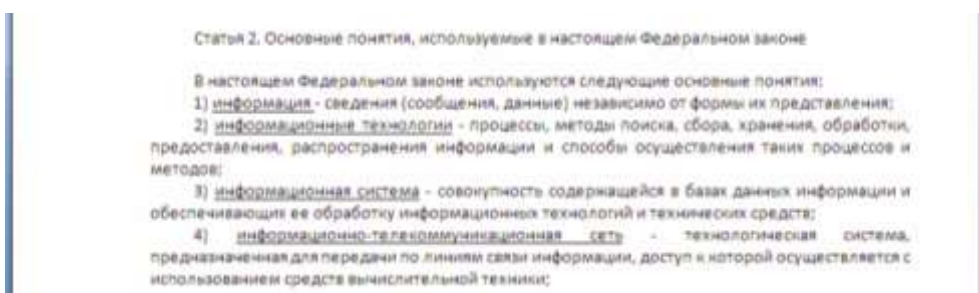 Статья 2. Основные понятия, используемые в настоящем Федеральном законе
В настоящем Федеральном законе используются следующие основные понятия:
1) информация - сведения (сообщения, данные) независимо от формы их представления;
2) информационные технологии - процессы, методы поиска, сбора, хранения, обработки,
предоставления, распространения информации и способы осуществления таких процессов и
методов;
3) информационная система - совокупность содержащейся в базах данных информации и
обеспечивающих ее обработку информационных технологий и технических средств;
4) информационно-телекоммуникационная сеть - технологическая система,
предназначенная для передачи по линиям связи информации, доступ к которой осуществляется с
использованием средств вычислительной техники;